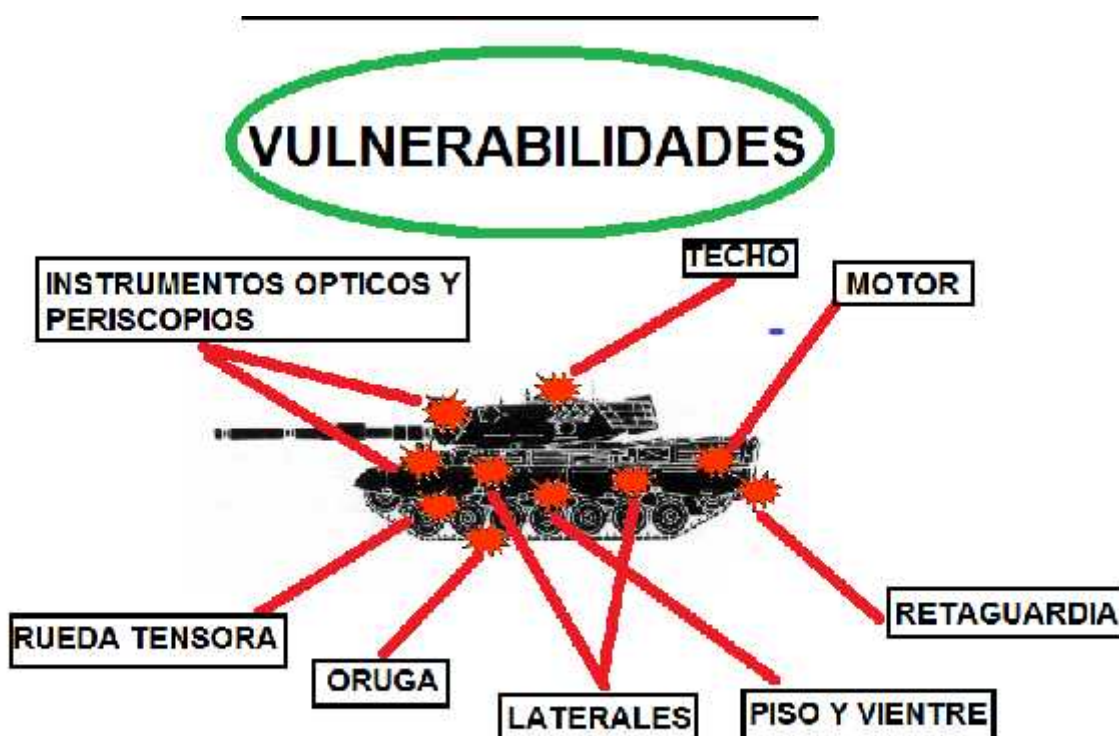 VULNERABILIDADES
INSTRUMENTOS OPTICOS Y
PERISCOPIOS
TECHO
MOTOR
RUEDA TENSORA
ORUGA
LATERALES
PISO Y VIENTRE
RETAGUARDIA